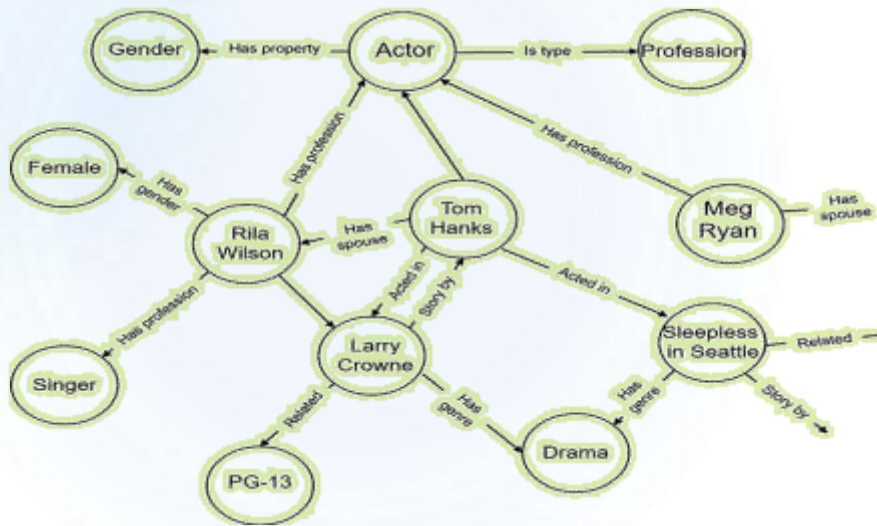 Gender
Has property
Actor
Is type
Profession
Has profession
Has profession
Female
Has
gender
Rila
Wilson
Has
spouse
Tom
Hanks
Meg
Ryan
Has
spouse
Acted in
Story by
Acted in
Has profession
Singer
Larry
Crowne
Sleepless
in Seattle
Related
Related
Has
genre
Has
genre
Story by
PG-13
Drama